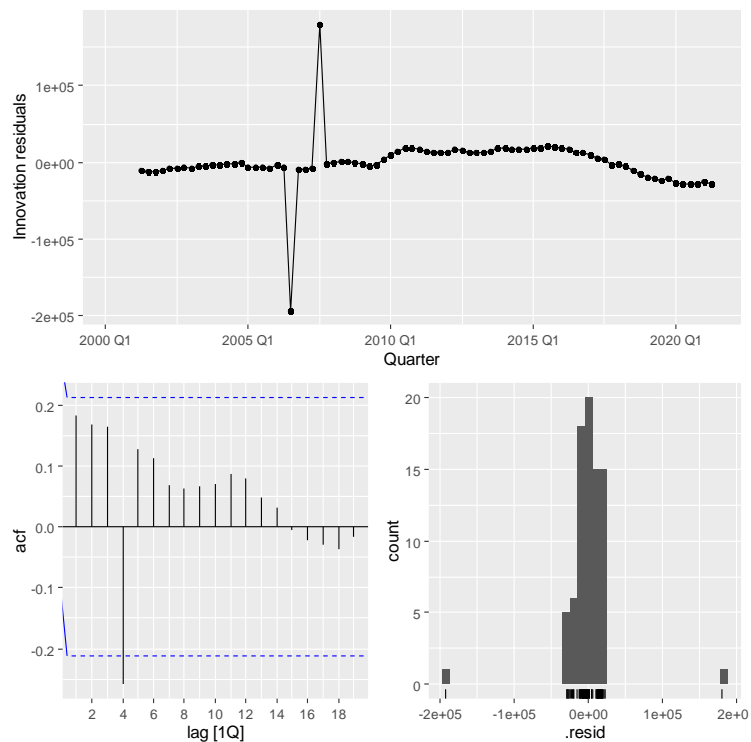 Innovation residuals
1e+05
0e+00
-1e+05
-2e+05
2000 Q1 2005 Q1 2010 Q1 2015 Q1 2020 Q1
Quarter
acf
0.2
0.1
0.0
-0.1
-0.2
2 4 6 8 10 12 14 16 18
lag [1Q]
count
20
15
10
5
0
-2e+05 -1e+05 0e+00 1e+05 2e+0
.resid